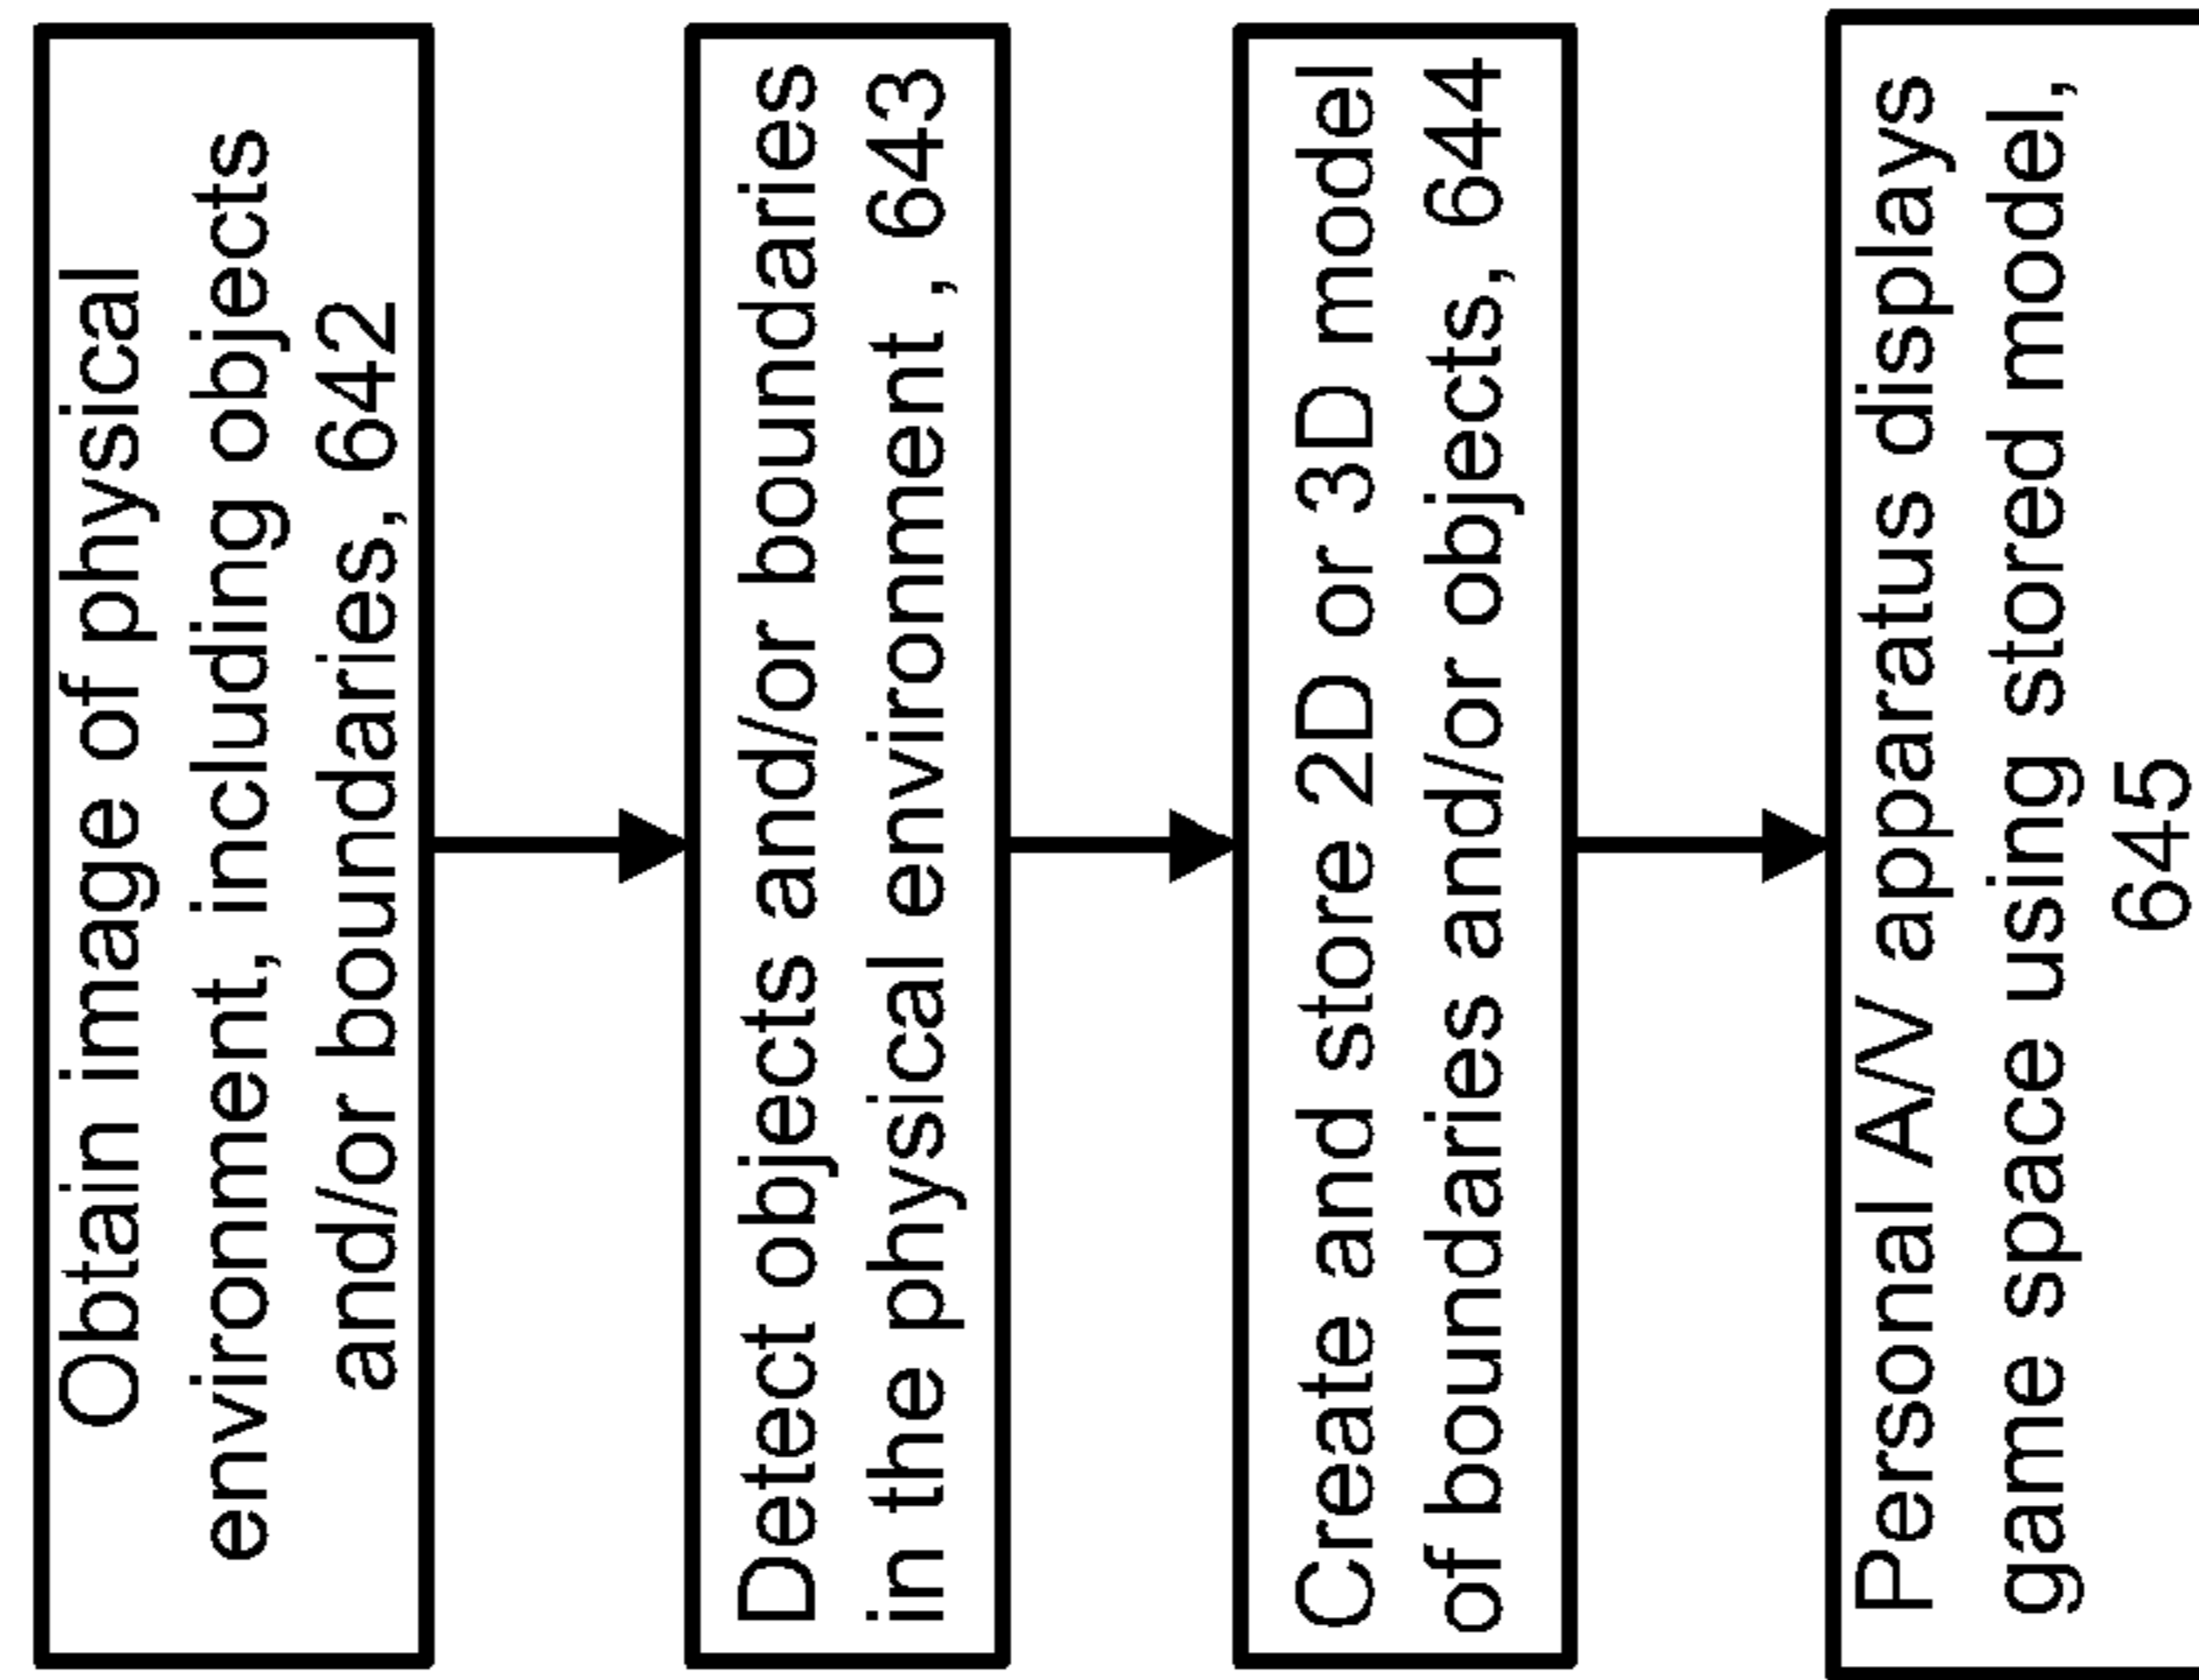 Obtain image of physical
environment, including objects
and/or boundaries, 642
Detect objects and/or boundaries
in the physical environment , 643
Create and store 2D or 3D model
of boundaries and/or objects, 644
Personal A/V apparatus displays
game space using stored model,
645